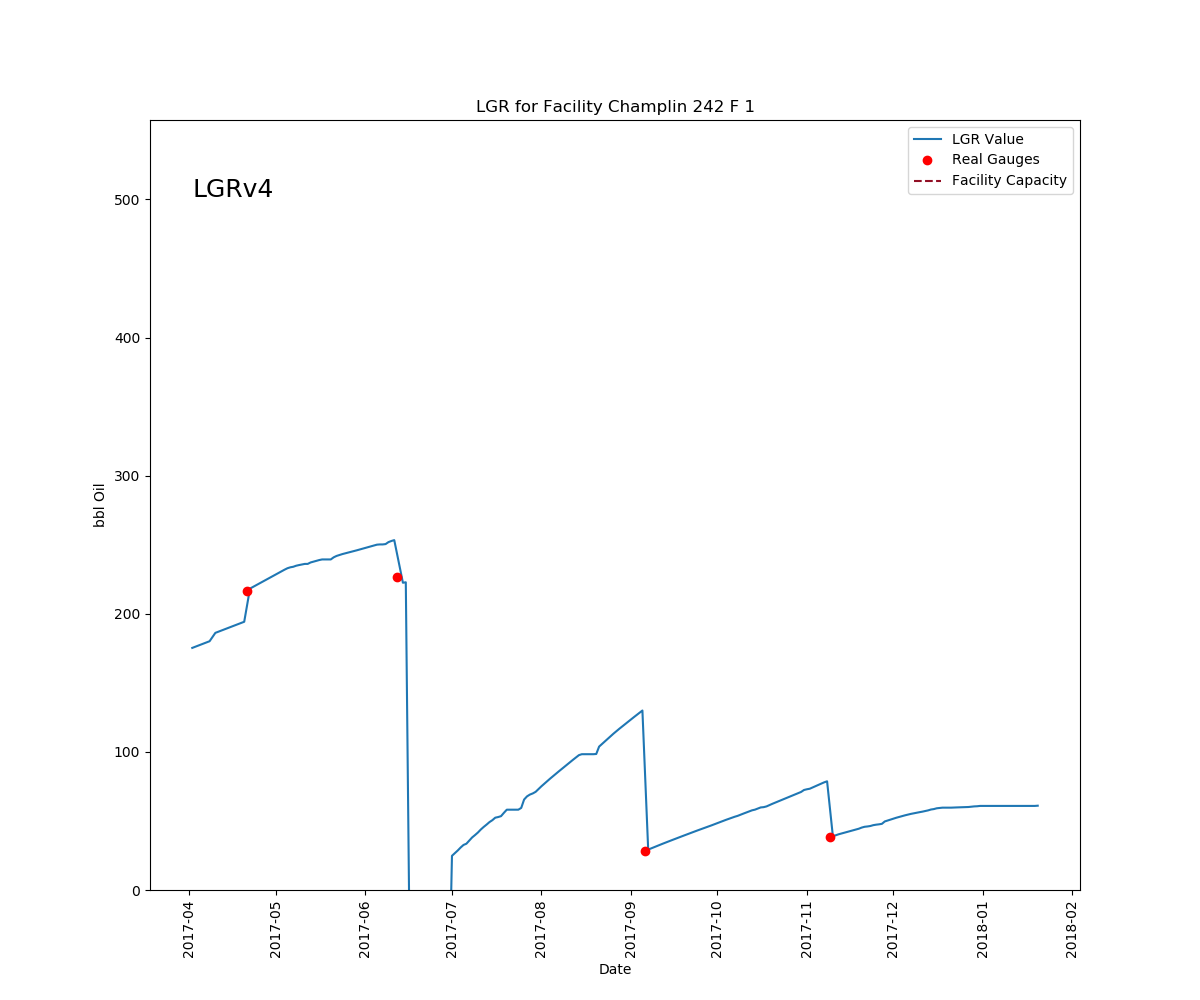 LGR for Facility Champlin 242 F 1
LGRv4
LGR Value
Real Gauges
Facility Capacity
bbl Oil
500
400
300
200
100
0
2017-04
2017-05
2017-06
2017-07
2017-08
2017-09
2017-10
2017-11
2017-12
2018-01
2018-02
Date